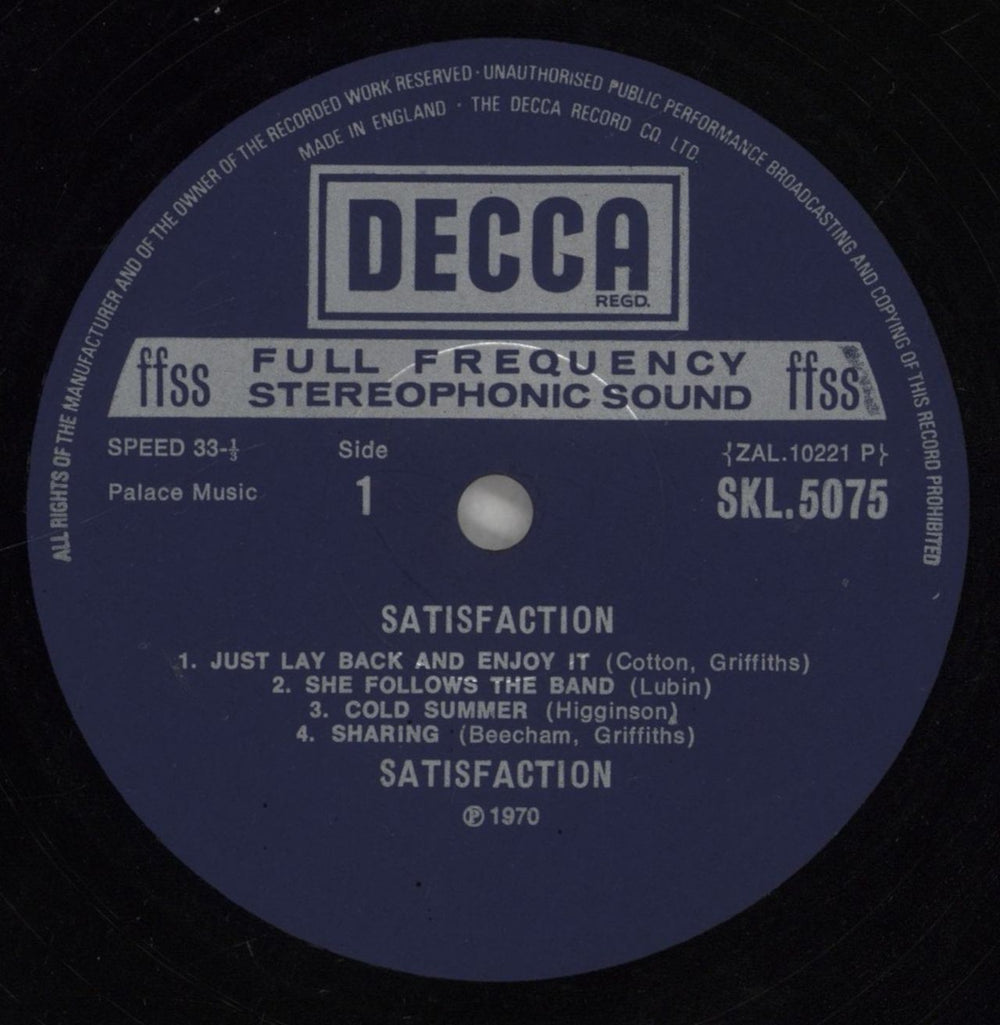 ALL RIGHTS OF THE MANUFACTURER AND OF THE OWNER OF THE RECORDED WORK RESERVED · UNAUTHORISED PUBLIC PERFORMANCE BROADCASTING AND COPYING OF THIS RECORD PROHIBITED
MADE IN ENGLAND · THE DECCA RECORD CO. LTD.
DECCA
REGD.
ffss FULL FREQUENCY STEREOPHONIC SOUND ffss
SPEED 33-⅓ Side {ZAL.10221 P}
Palace Music 1 SKL.5075
SATISFACTION
1. JUST LAY BACK AND ENJOY IT (Cotton, Griffiths)
2. SHE FOLLOWS THE BAND (Lubin)
3. COLD SUMMER (Higginson)
4. SHARING (Beecham, Griffiths)
SATISFACTION
℗ 1970